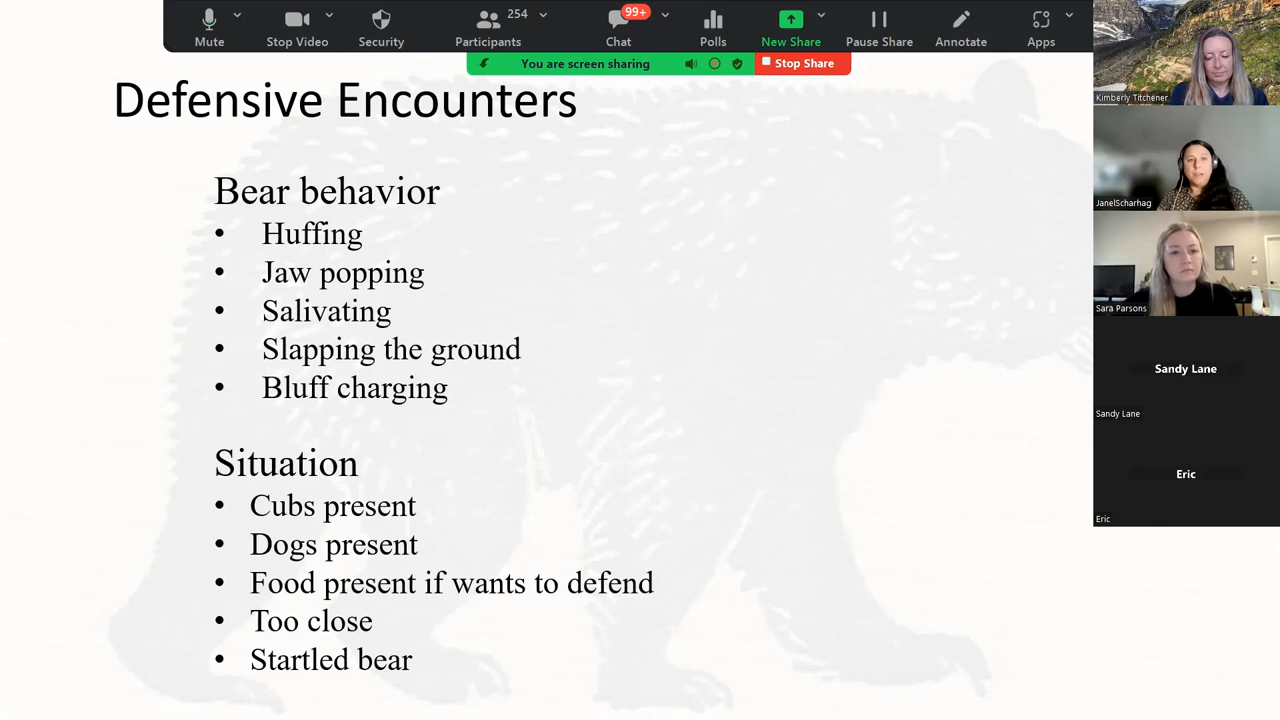 254
99+
Mute
Stop Video
Security
Participants
Chat
Polls
New Share
Pause Share
Annotate
Apps
You are screen sharing
Stop Share
Defensive Encounters
Bear behavior
• Huffing
• Jaw popping
• Salivating
• Slapping the ground
• Bluff charging
Situation
• Cubs present
• Dogs present
• Food present if wants to defend
• Too close
• Startled bear
Kimberly Titchener
JanelScharhag
Sara Parsons
Sandy Lane
Sandy Lane
Eric
Eric